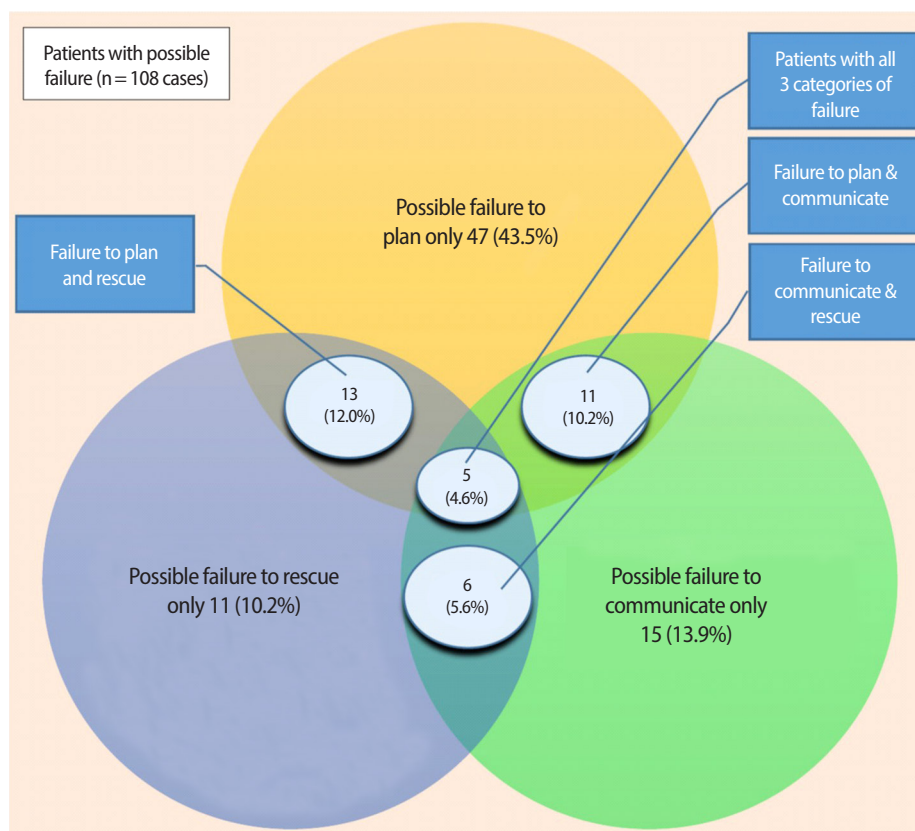 Patients with possible
failure (n = 108 cases)
Patients with all
3 categories of
failure
Failure to plan &
communicate
Failure to
communicate &
rescue
Failure to plan
and rescue
Possible failure to
plan only 47 (43.5%)
13
(12.0%)
11
(10.2%)
5
(4.6%)
6
(5.6%)
Possible failure to rescue
only 11 (10.2%)
Possible failure to
communicate only
15 (13.9%)